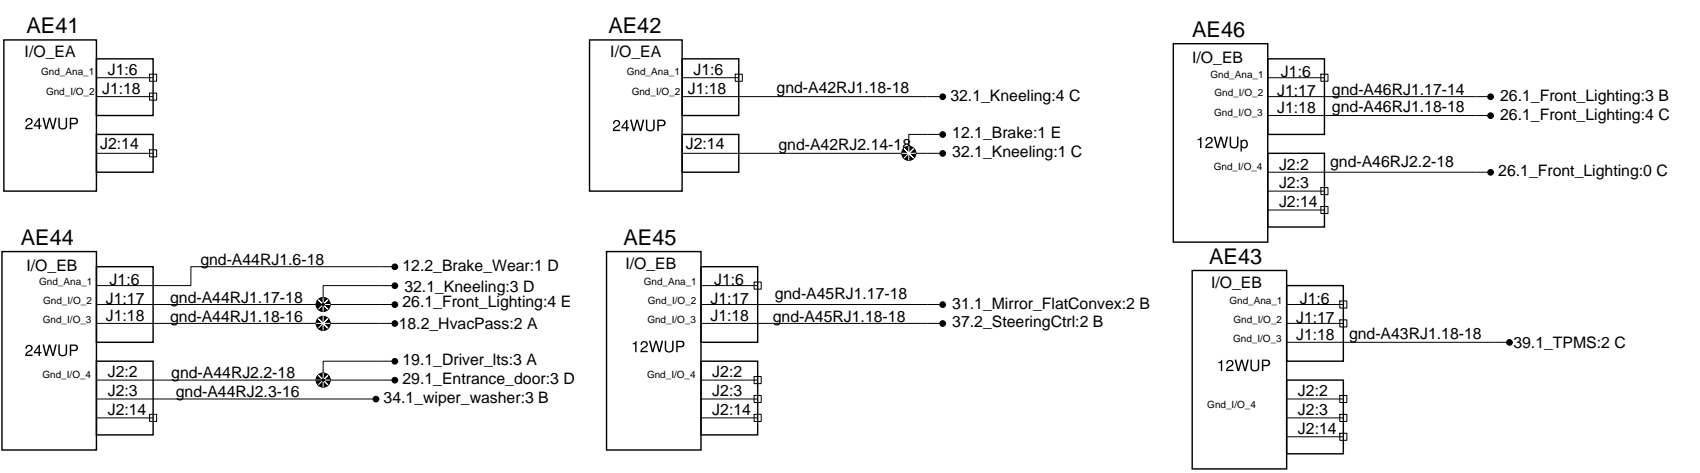 AE41
I/O_EA
Gnd_Ana_1 J1:6
Gnd_I/O_2 J1:18
24WUP
J2:14
AE42
I/O_EA
Gnd_Ana_1 J1:6
Gnd_I/O_2 J1:18 gnd-A42RJ1.18-18 32.1_Kneeling:4 C
24WUP
12.1_Brake:1 E
J2:14 gnd-A42RJ2.14-18 32.1_Kneeling:1 C
AE46
I/O_EB
Gnd_Ana_1 J1:6
Gnd_I/O_2 J1:17 gnd-A46RJ1.17-14 26.1_Front_Lighting:3 B
Gnd_I/O_3 J1:18 gnd-A46RJ1.18-18 26.1_Front_Lighting:4 C
12WUp
Gnd_I/O_4 J2:2 gnd-A46RJ2.2-18 26.1_Front_Lighting:0 C
J2:3
J2:14
AE44
I/O_EB gnd-A44RJ1.6-18 12.2_Brake_Wear:1 D
Gnd_Ana_1 J1:6 32.1_Kneeling:3 D
Gnd_I/O_2 J1:17 gnd-A44RJ1.17-18 26.1_Front_Lighting:4 E
Gnd_I/O_3 J1:18 gnd-A44RJ1.18-16 18.2_HvacPass:2 A
24WUP
19.1_Driver_Its:3 A
Gnd_I/O_4 J2:2 gnd-A44RJ2.2-18 29.1_Entrance_door:3 D
J2:3 gnd-A44RJ2.3-16 34.1_wiper_washer:3 B
J2:14
AE45
I/O_EB
Gnd_Ana_1 J1:6
Gnd_I/O_2 J1:17 gnd-A45RJ1.17-18 31.1_Mirror_FlatConvex:2 B
Gnd_I/O_3 J1:18 gnd-A45RJ1.18-18 37.2_SteeringCtrl:2 B
12WUP
Gnd_I/O_4 J2:2
J2:3
J2:14
AE43
I/O_EB
Gnd_Ana_1 J1:6
Gnd_I/O_2 J1:17
Gnd_I/O_3 J1:18 gnd-A43RJ1.18-18 39.1_TPMS:2 C
12WUP
J2:2
Gnd_I/O_4 J2:3
J2:14